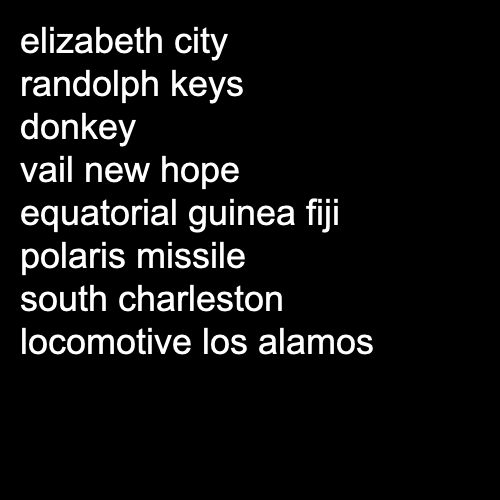 elizabeth city
randolph keys
donkey
vail new hope
equatorial guinea fiji
polaris missile
south charleston
locomotive los alamos